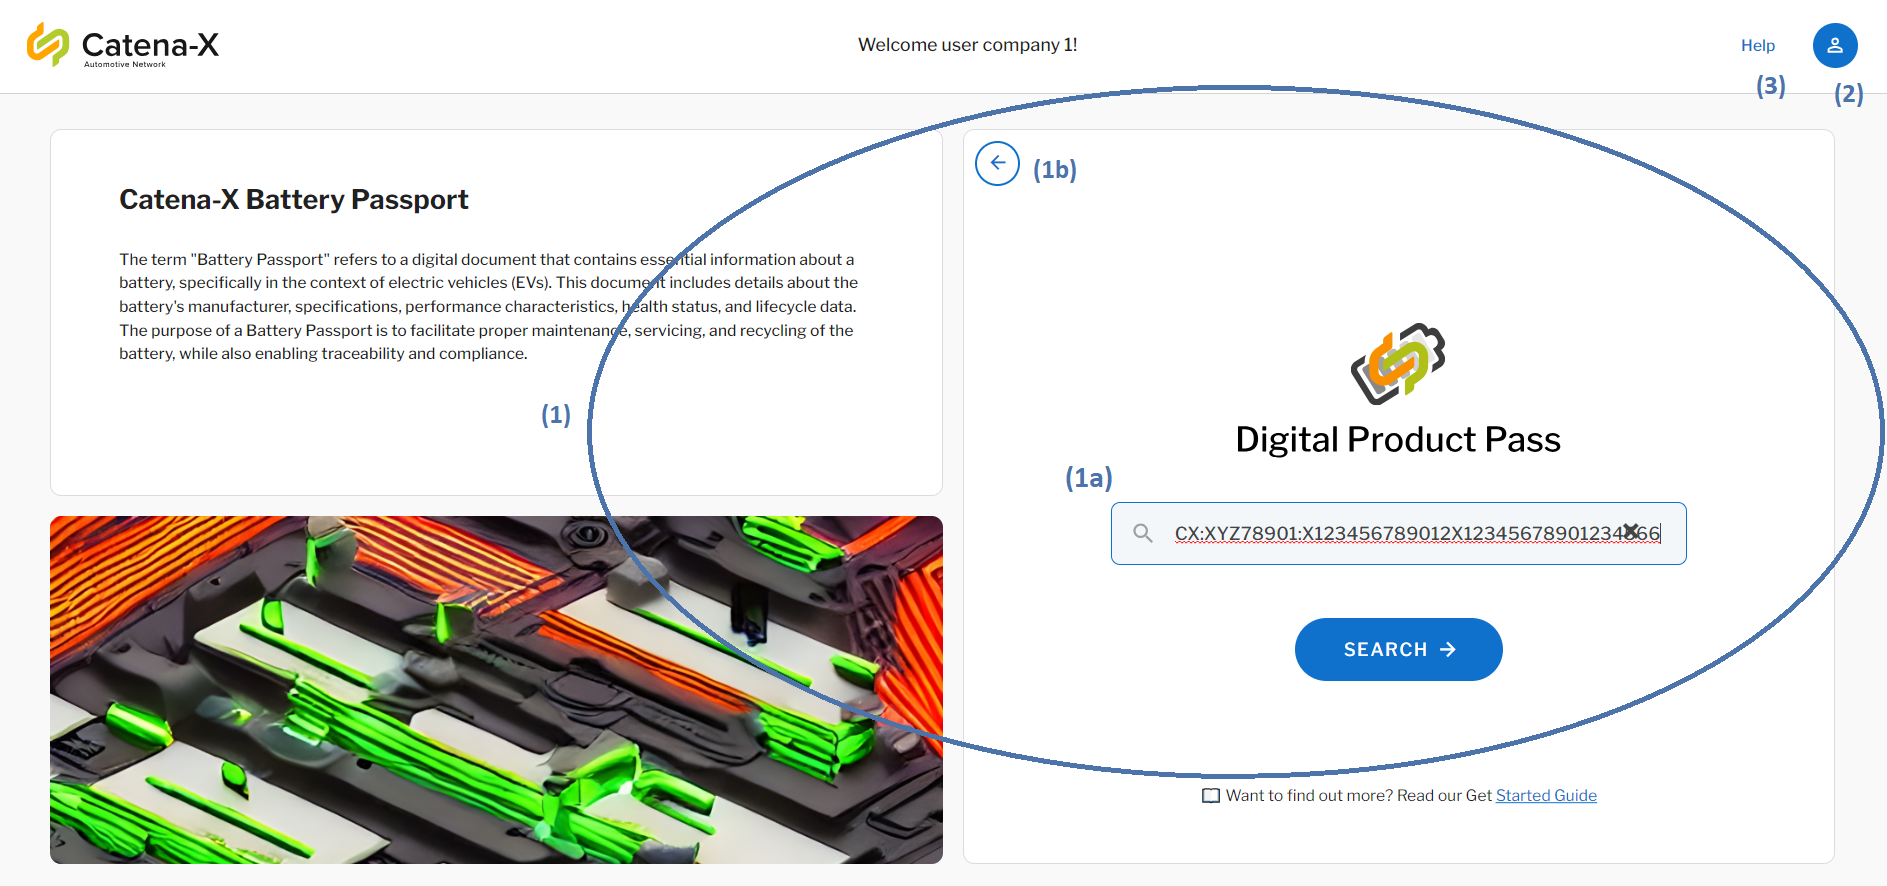 Catena-X
Automotive Network
Welcome user company 1!
Help
(3)
(2)
(1b)
Catena-X Battery Passport
The term "Battery Passport" refers to a digital document that contains essential information about a
battery, specifically in the context of electric vehicles (EVs). This document includes details about the
battery's manufacturer, specifications, performance characteristics, health status, and lifecycle data.
The purpose of a Battery Passport is to facilitate proper maintenance, servicing, and recycling of the
battery, while also enabling traceability and compliance.
(1)
Digital Product Pass
(1a)
CX:XYZ78901:X123456789012X12345678901234566
SEARCH
Want to find out more? Read our Get Started Guide